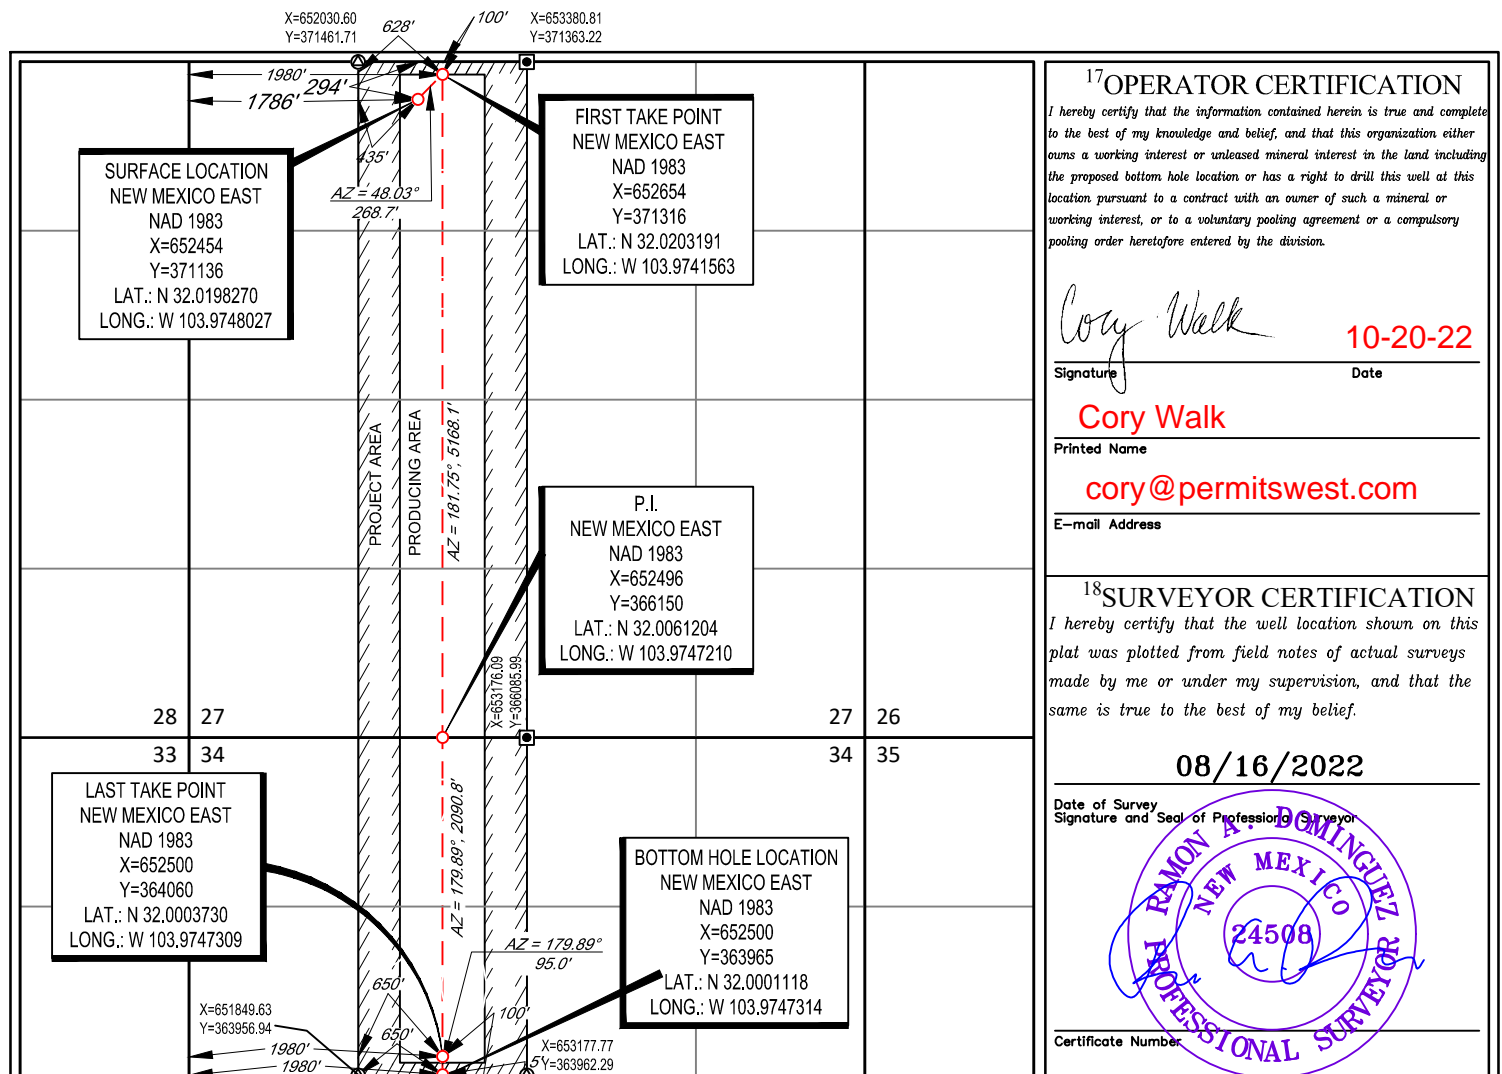 X=652030.60
Y=371461.71
628'
100'
X=653380.81
Y=371363.22
1980'
294'
1786'
435'
AZ = 48.03°
268.7'
SURFACE LOCATION
NEW MEXICO EAST
NAD 1983
X=652454
Y=371136
LAT.: N 32.0198270
LONG.: W 103.9748027
FIRST TAKE POINT
NEW MEXICO EAST
NAD 1983
X=652654
Y=371316
LAT.: N 32.0203191
LONG.: W 103.9741563
PROJECT AREA
PRODUCING AREA
AZ = 181.75°, 5168.1'
P.I.
NEW MEXICO EAST
NAD 1983
X=652496
Y=366150
LAT.: N 32.0061204
LONG.: W 103.9747210
X=653176.09
Y=366085.99
28 27
33 34
27 26
34 35
LAST TAKE POINT
NEW MEXICO EAST
NAD 1983
X=652500
Y=364060
LAT.: N 32.0003730
LONG.: W 103.9747309
AZ = 179.89°, 2090.8'
AZ = 179.89°
95.0'
BOTTOM HOLE LOCATION
NEW MEXICO EAST
NAD 1983
X=652500
Y=363965
LAT.: N 32.0001118
LONG.: W 103.9747314
650'
X=651849.63
Y=363956.94
650'
100'
1980'
1980'
5'
X=653177.77
Y=363962.29
17 OPERATOR CERTIFICATION
I hereby certify that the information contained herein is true and complete
to the best of my knowledge and belief, and that this organization either
owns a working interest or unleased mineral interest in the land including
the proposed bottom hole location or has a right to drill this well at this
location pursuant to a contract with an owner of such a mineral or
working interest, or to a voluntary pooling agreement or a compulsory
pooling order heretofore entered by the division.
Cory Walk
10-20-22
Signature Date
Cory Walk
Printed Name
cory@permitswest.com
E-mail Address
18 SURVEYOR CERTIFICATION
I hereby certify that the well location shown on this
plat was plotted from field notes of actual surveys
made by me or under my supervision, and that the
same is true to the best of my belief.
08/16/2022
Date of Survey
Signature and Seal of Professional Surveyor
RAMON A. DOMINGUEZ
NEW MEXICO
24508
PROFESSIONAL SURVEYOR
Certificate Number